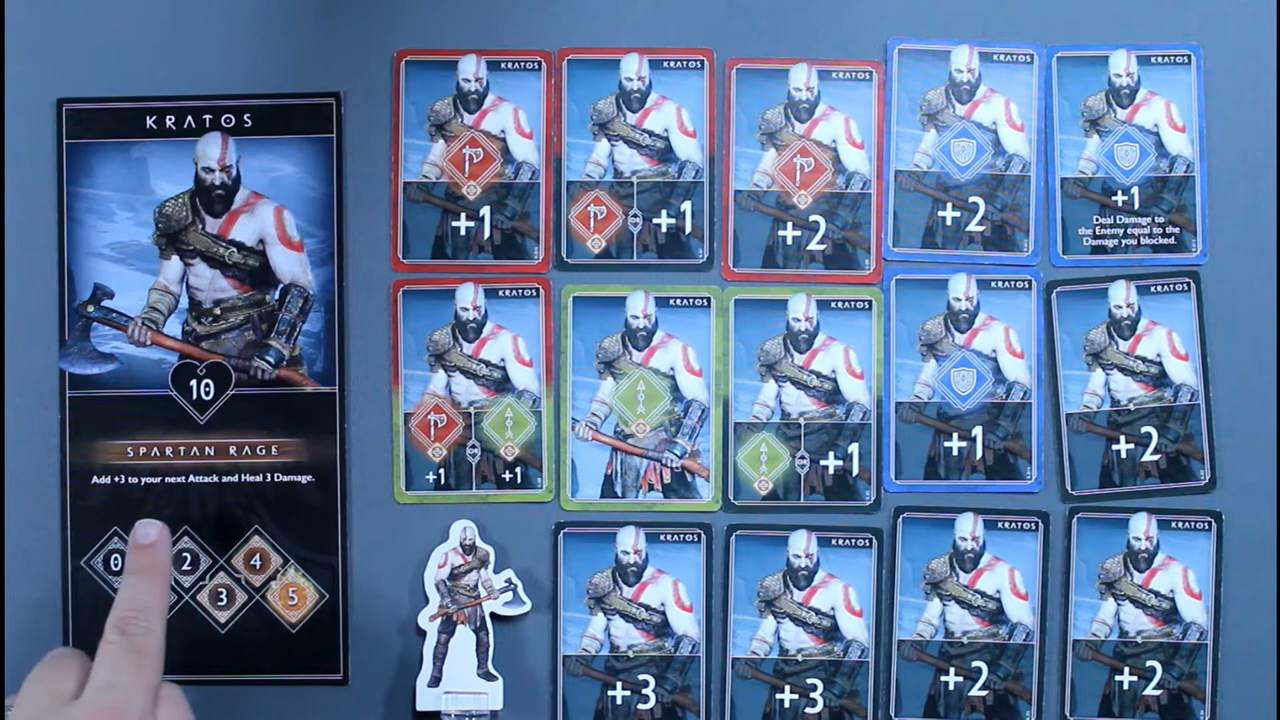 KRATOS
10
SPARTAN RAGE
Add +3 to your next Attack and Heal 3 Damage.
0
2
4
3
5
KRATOS
+1
KRATOS
OR
+1
KRATOS
+2
KRATOS
+2
KRATOS
+1
Deal Damage to
the Enemy equal to the
Damage you blocked.
KRATOS
OR
+1
+1
KRATOS
KRATOS
OR
+1
KRATOS
+1
KRATOS
+2
KRATOS
+3
KRATOS
+3
KRATOS
+2
KRATOS
+2